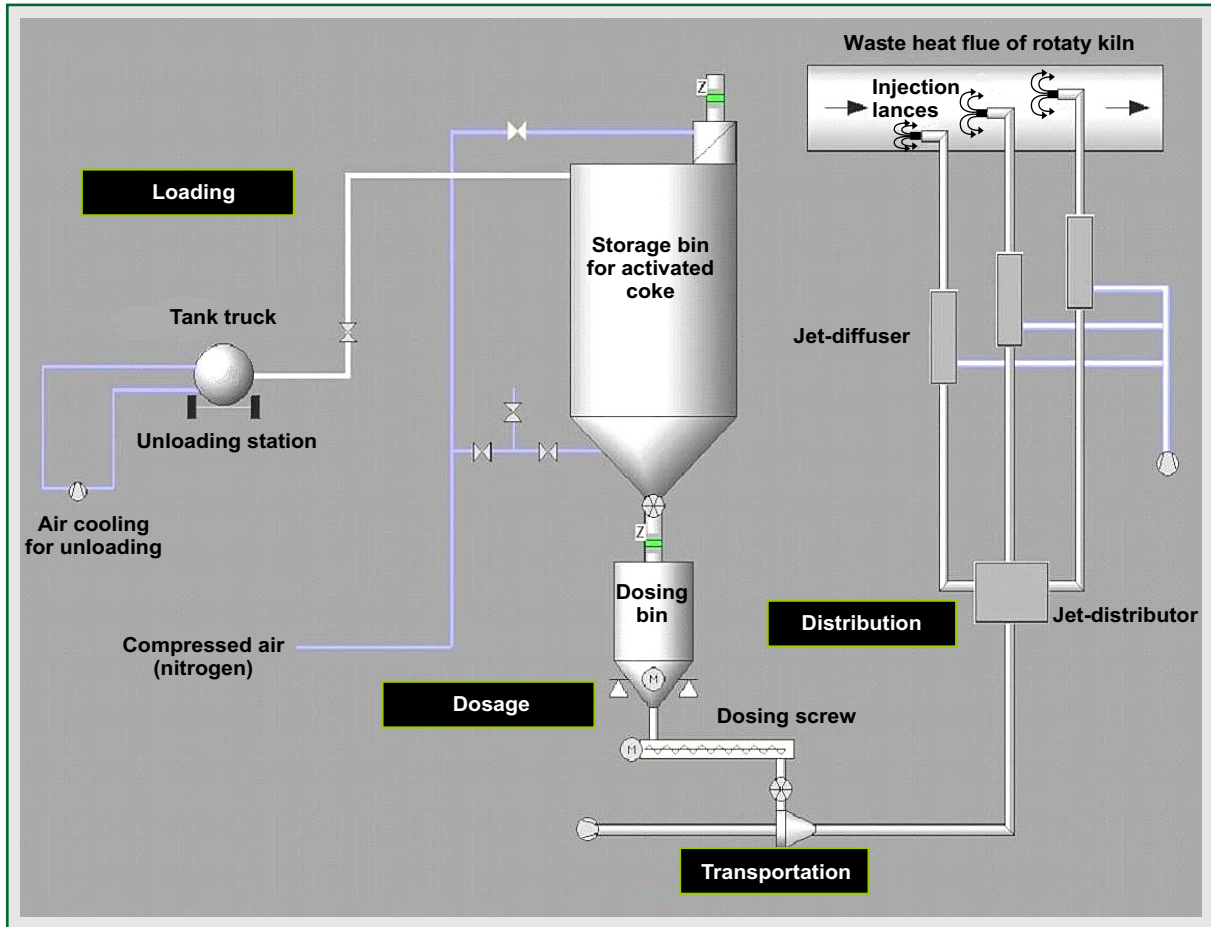 Waste heat flue of rotaty kiln
Z
Injection
lances
Loading
Storage bin
for activated
coke
Tank truck
Jet-diffuser
Unloading station
Air cooling
for unloading
Z
Dosing
bin
Distribution
Jet-distributor
Compressed air
(nitrogen)
M
Dosage
Dosing screw
M
Transportation